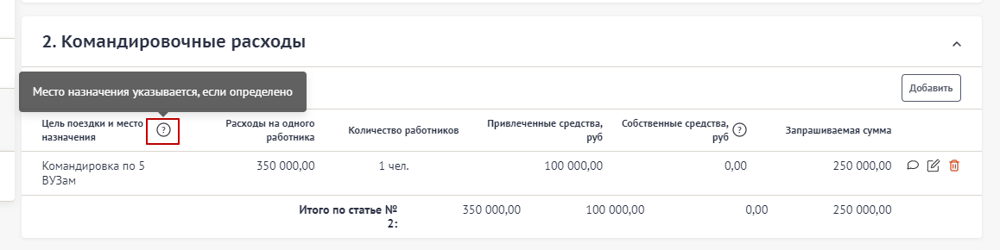 2. Командировочные расходы
Место назначения указывается, если определено
Добавить
Цель поездки и место назначения
Расходы на одного работника
Количество работников
Привлеченные средства, руб
Собственные средства, руб
Запрашиваемая сумма
Командировка по 5 ВУЗам
350 000,00
1 чел.
100 000,00
0,00
250 000,00
Итого по статье № 2:
350 000,00
100 000,00
0,00
250 000,00